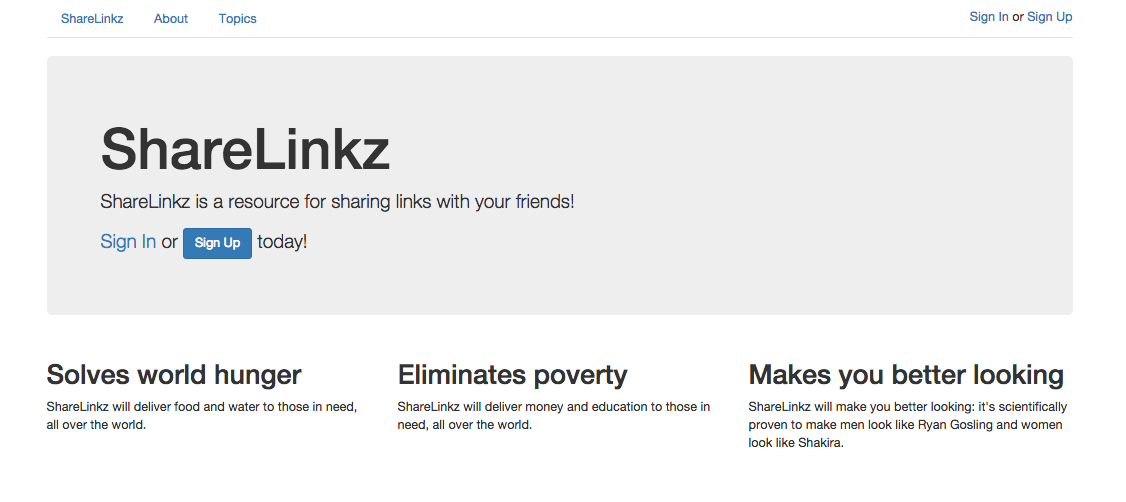 ShareLinkz About Topics Sign In or Sign Up
ShareLinkz
ShareLinkz is a resource for sharing links with your friends!
Sign In or Sign Up today!
Solves world hunger
ShareLinkz will deliver food and water to those in need,
all over the world.
Eliminates poverty
ShareLinkz will deliver money and education to those in
need, all over the world.
Makes you better looking
ShareLinkz will make you better looking: it's scientifically
proven to make men look like Ryan Gosling and women
look like Shakira.